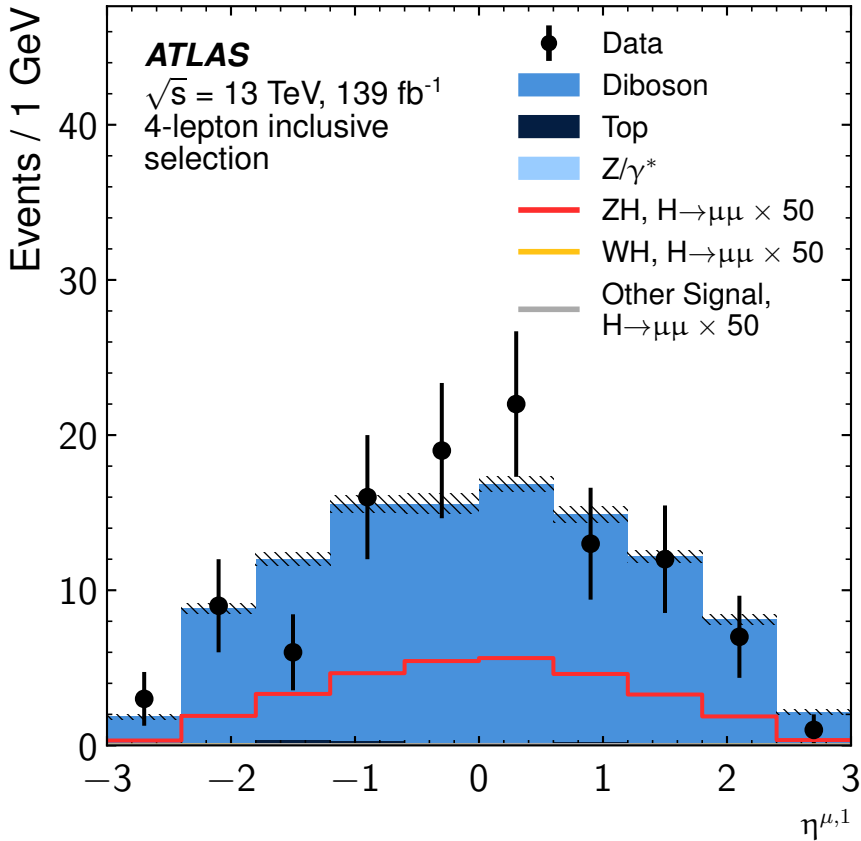 Events / 1 GeV
ATLAS
√s = 13 TeV, 139 fb⁻¹
4-lepton inclusive
selection
Data
Diboson
Top
Z/γ*
ZH, H→μμ × 50
WH, H→μμ × 50
Other Signal,
H→μμ × 50
40
30
20
10
0
−3 −2 −1 0 1 2 3
η^{μ,1}